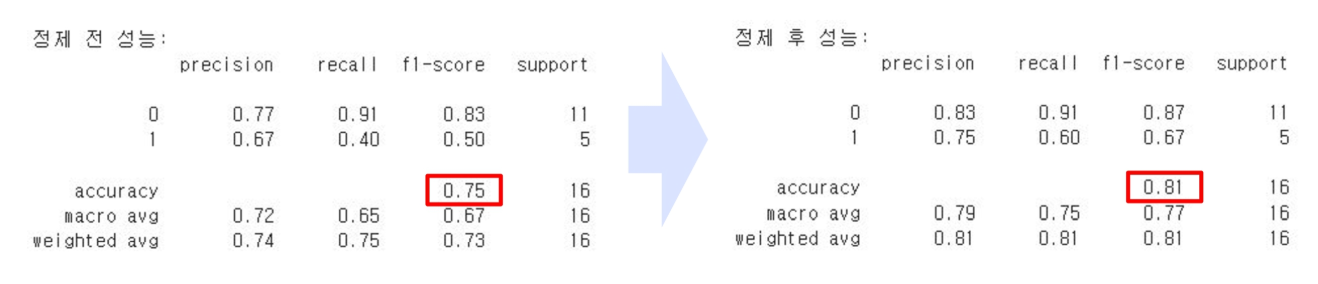 정제 전 성능:
precision recall f1-score support
0 0.77 0.91 0.83 11
1 0.67 0.40 0.50 5
accuracy 0.75 16
macro avg 0.72 0.65 0.67 16
weighted avg 0.74 0.75 0.73 16
정제 후 성능:
precision recall f1-score support
0 0.83 0.91 0.87 11
1 0.75 0.60 0.67 5
accuracy 0.81 16
macro avg 0.79 0.75 0.77 16
weighted avg 0.81 0.81 0.81 16